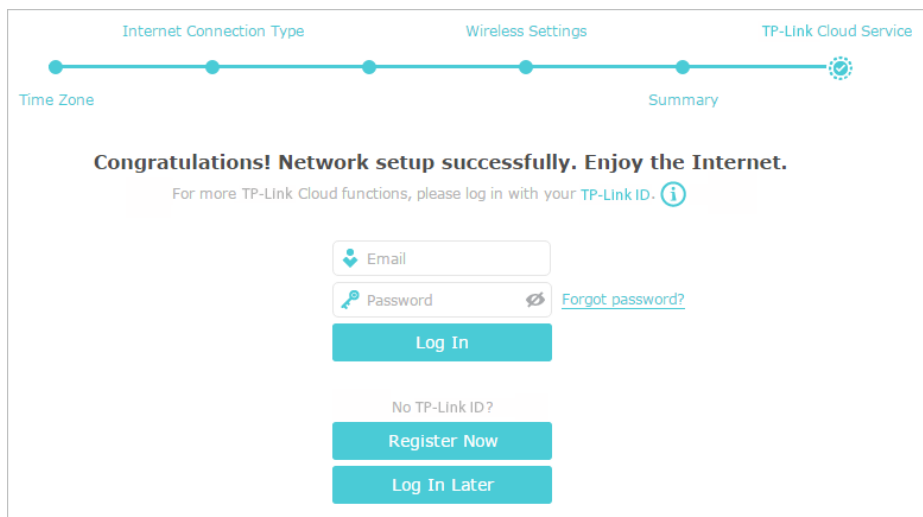 Internet Connection Type Wireless Settings TP-Link Cloud Service
Time Zone Summary
Congratulations! Network setup successfully. Enjoy the Internet.
For more TP-Link Cloud functions, please log in with your TP-Link ID.
Email
Password Forgot password?
Log In
No TP-Link ID?
Register Now
Log In Later